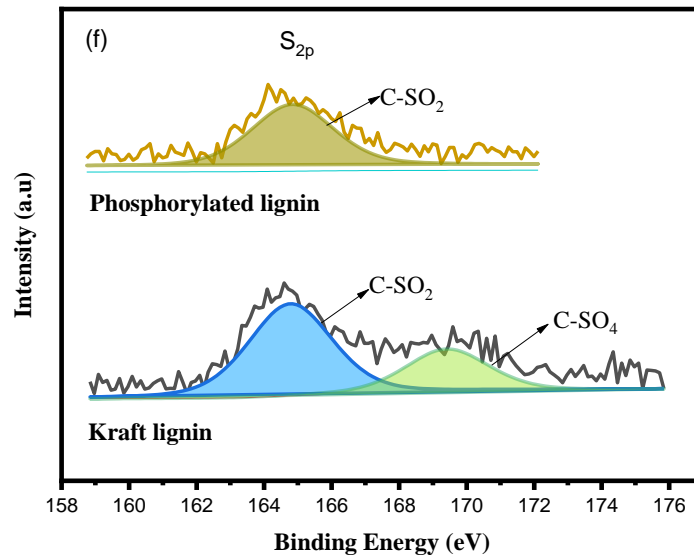 (f)
S2p
C-SO2
Phosphorylated lignin
C-SO2
C-SO4
Kraft lignin
Intensity (a.u)
158 160 162 164 166 168 170 172 174 176
Binding Energy (eV)